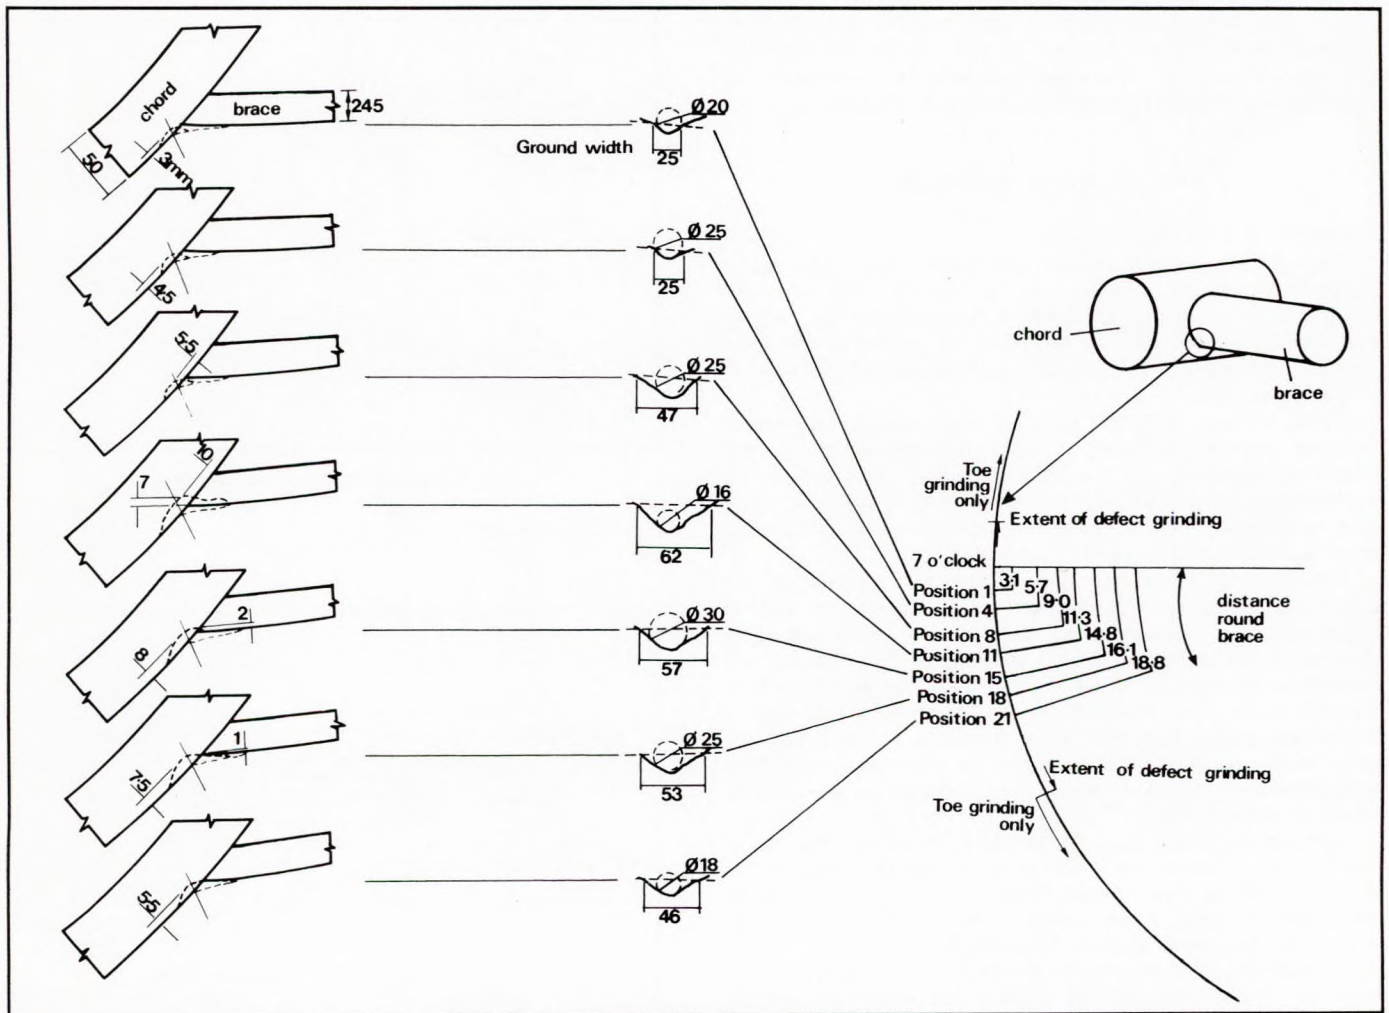 chord
brace
245
50
3mm
Ground width
Ø20
25
45
Ø 25
25
5·5
Ø 25
47
10
7
Ø 16
62
2
8
Ø 30
57
1
7·5
Ø 25
53
55
Ø18
46
chord
brace
Toe
grinding
only
Extent of defect grinding
7 o'clock
Position 1
3·1
5·7
Position 4
9·0
Position 8
11·3
Position 11
14·8
Position 15
16·1
Position 18
18·8
Position 21
distance
round
brace
Extent of defect grinding
Toe grinding
only